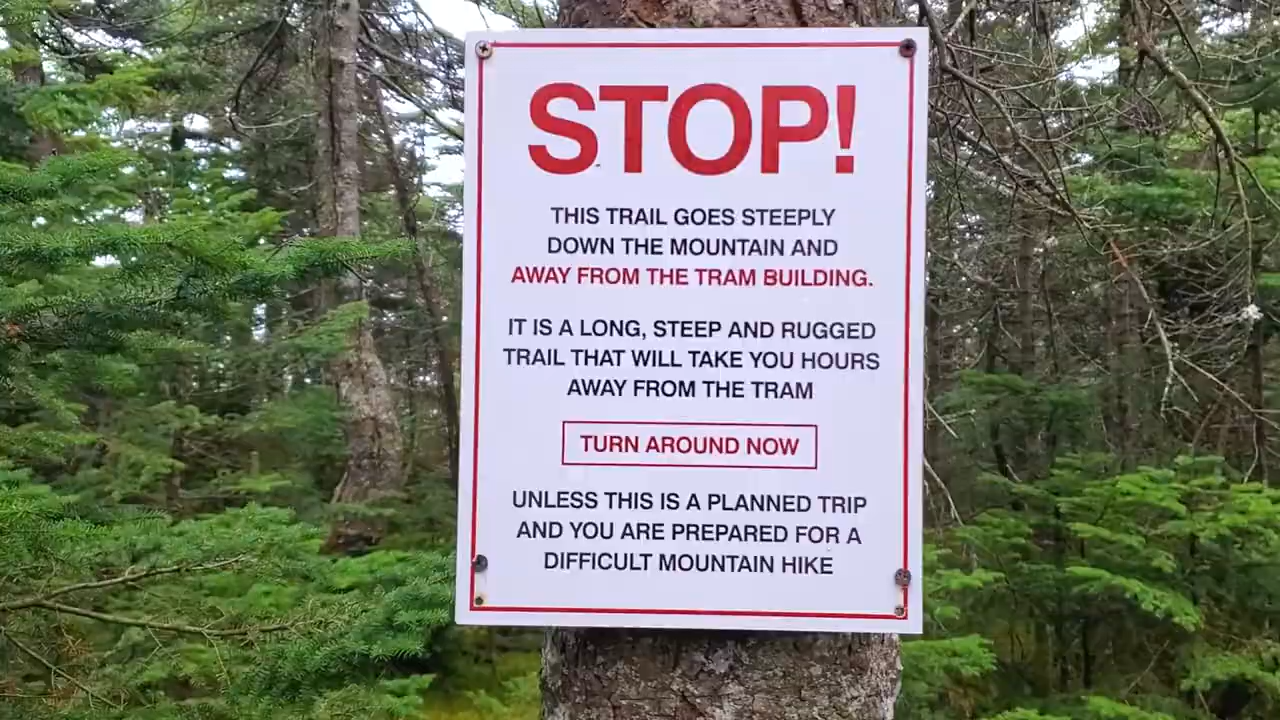 STOP!
THIS TRAIL GOES STEEPLY
DOWN THE MOUNTAIN AND
AWAY FROM THE TRAM BUILDING.
IT IS A LONG, STEEP AND RUGGED
TRAIL THAT WILL TAKE YOU HOURS
AWAY FROM THE TRAM
TURN AROUND NOW
UNLESS THIS IS A PLANNED TRIP
AND YOU ARE PREPARED FOR A
DIFFICULT MOUNTAIN HIKE